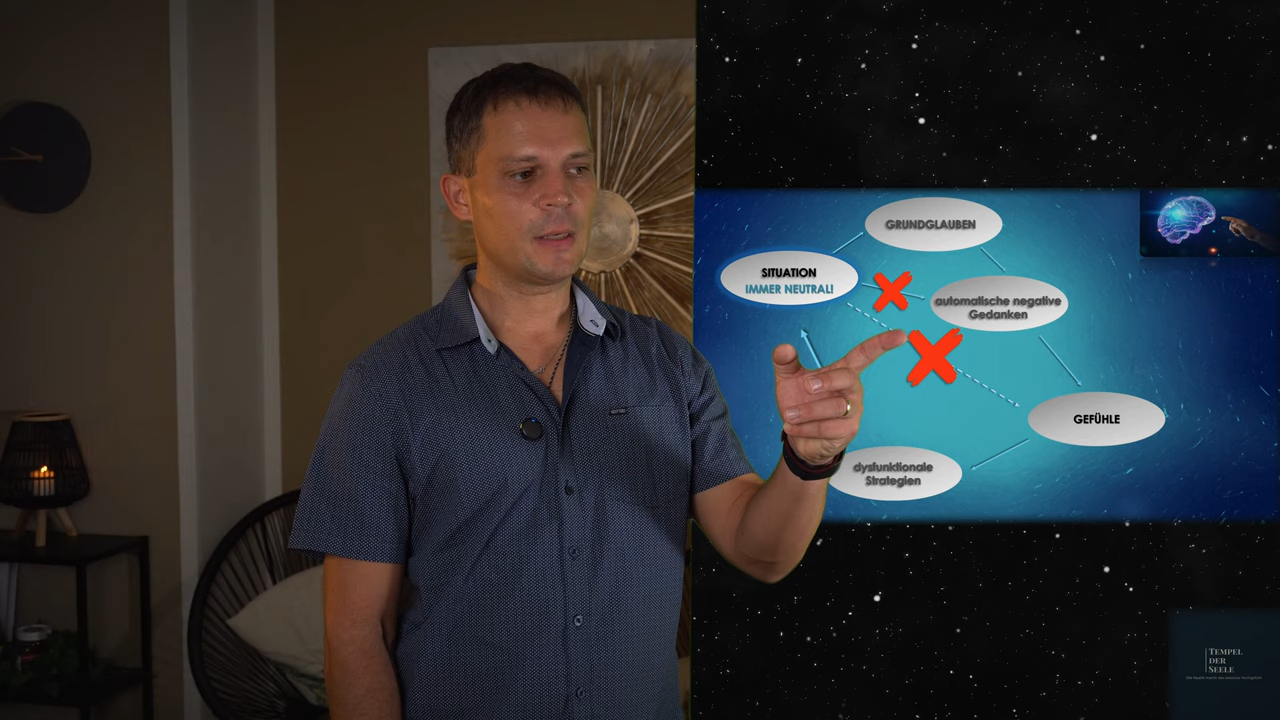 GRUNDGLAUBEN
SITUATION
IMMER NEUTRAL!
automatische negative
Gedanken
GEFÜHLE
dysfunktionale
Strategien
TEMPEL
DER
SEELE